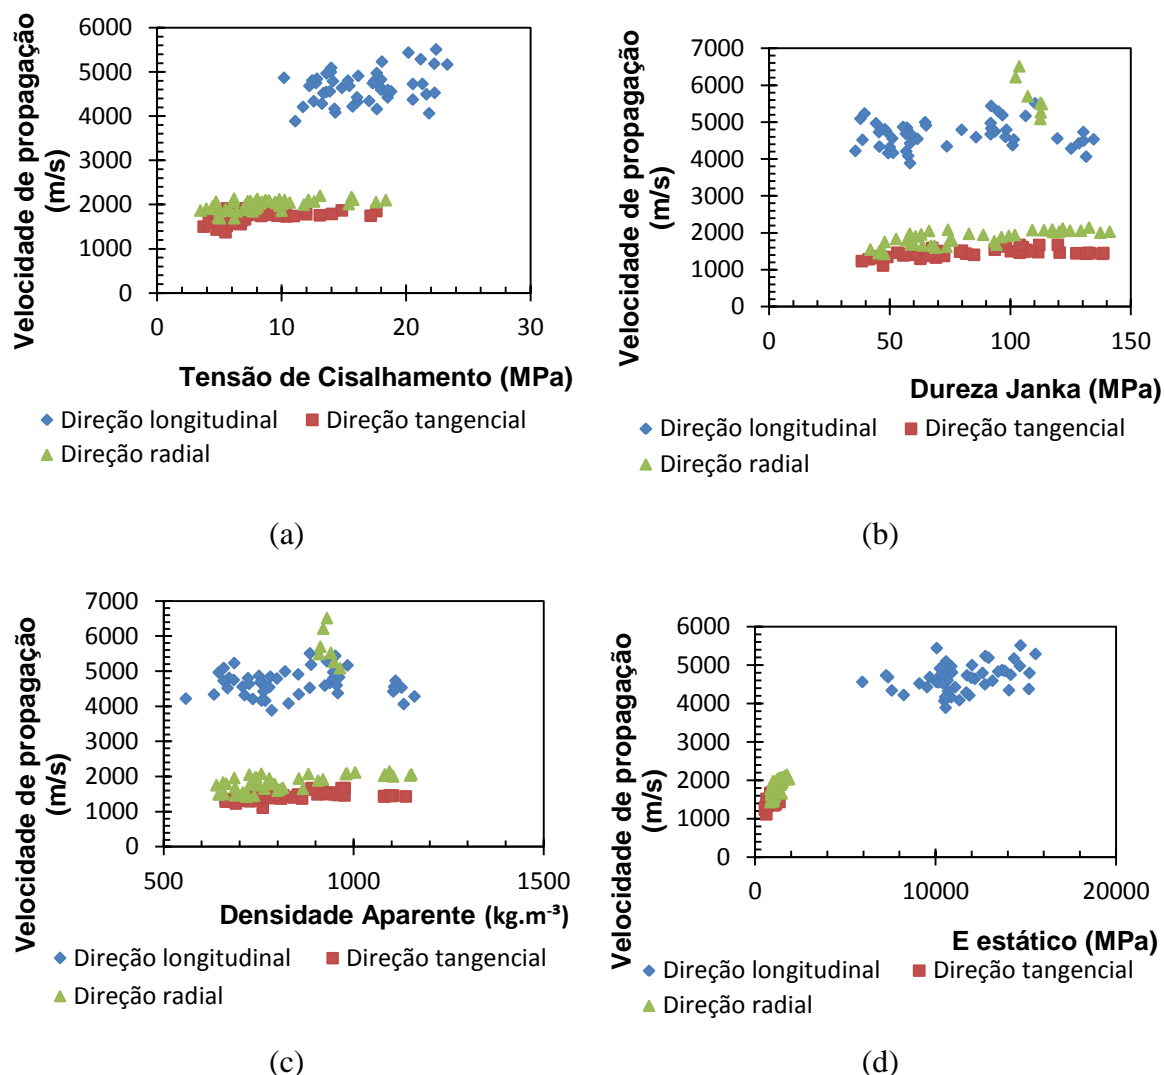 Velocidade de propagação
(m/s)
6000
5000
4000
3000
2000
1000
0
0 10 20 30
Tensão de Cisalhamento (MPa)
Direção longitudinal Direção tangencial
Direção radial
(a)
Velocidade de propagação
(m/s)
7000
6000
5000
4000
3000
2000
1000
0
0 50 100 150
Dureza Janka (MPa)
Direção longitudinal Direção tangencial
Direção radial
(b)
Velocidade de propagação
(m/s)
7000
6000
5000
4000
3000
2000
1000
0
500 1000 1500
Densidade Aparente (kg.m⁻³)
Direção longitudinal Direção tangencial
Direção radial
(c)
Velocidade de propagação
(m/s)
6000
5000
4000
3000
2000
1000
0
0 10000 20000
E estático (MPa)
Direção longitudinal Direção tangencial
Direção radial
(d)